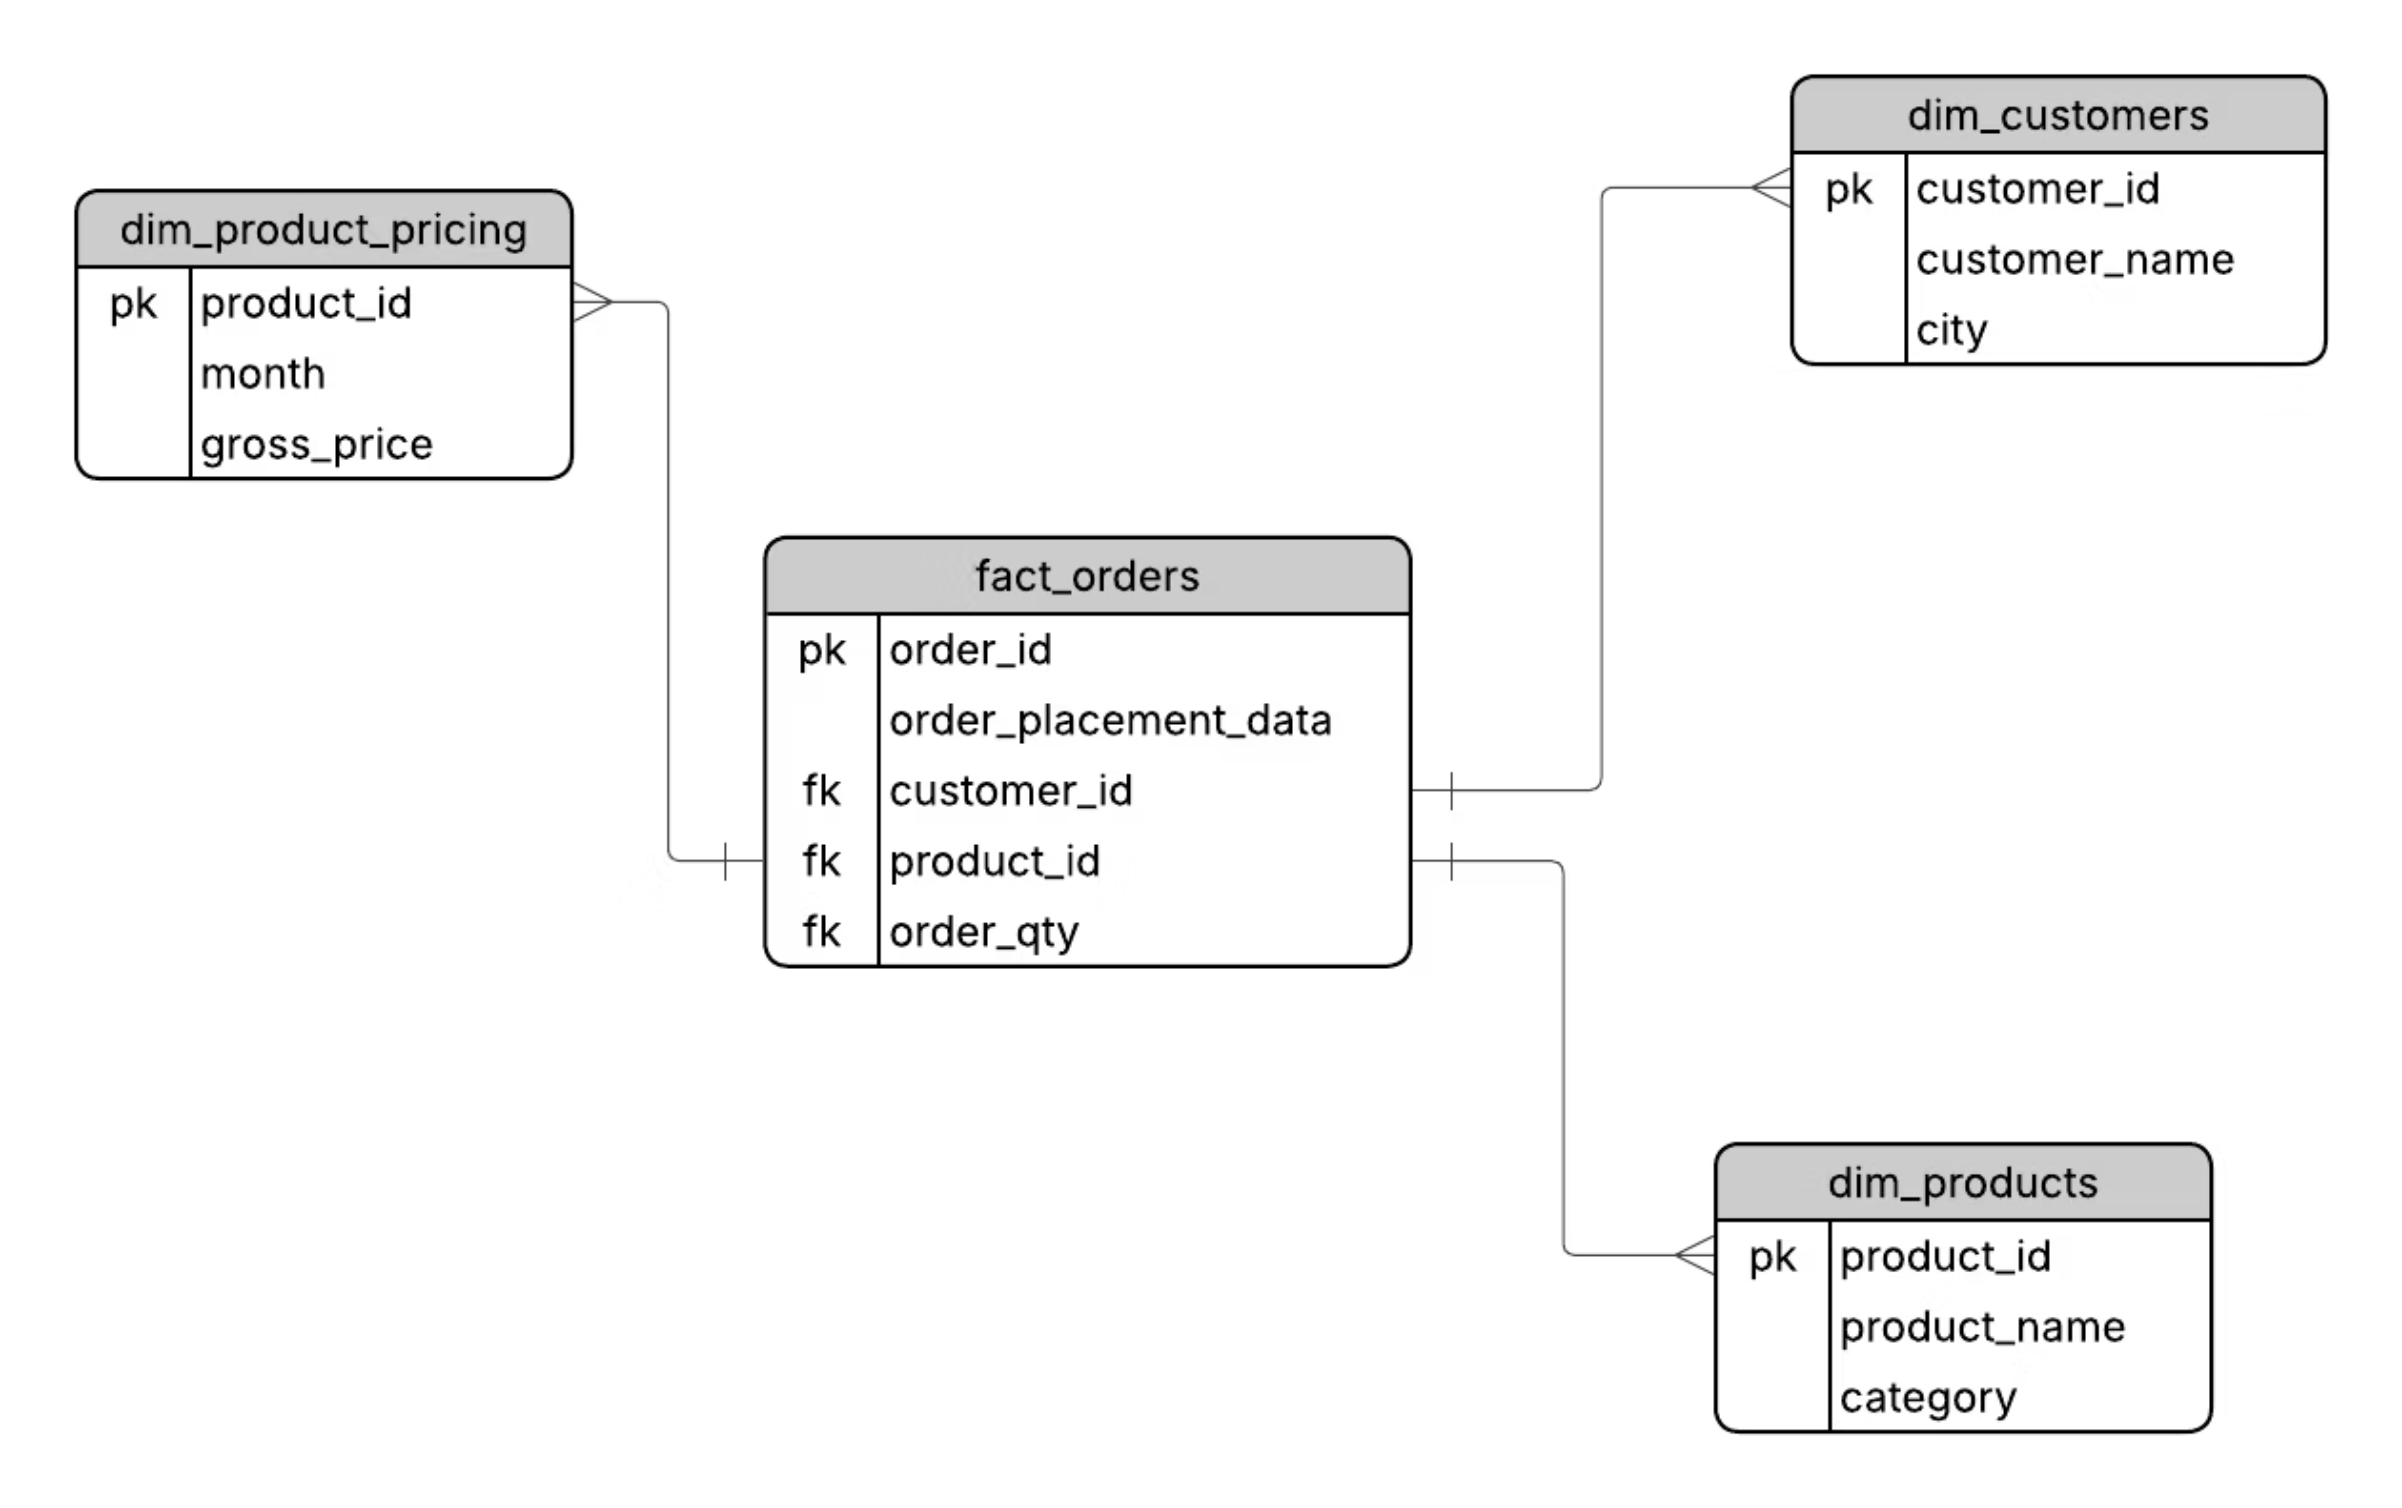 dim_product_pricing
pk product_id
month
gross_price
dim_customers
pk customer_id
customer_name
city
fact_orders
pk order_id
order_placement_data
fk customer_id
fk product_id
fk order_qty
dim_products
pk product_id
product_name
category